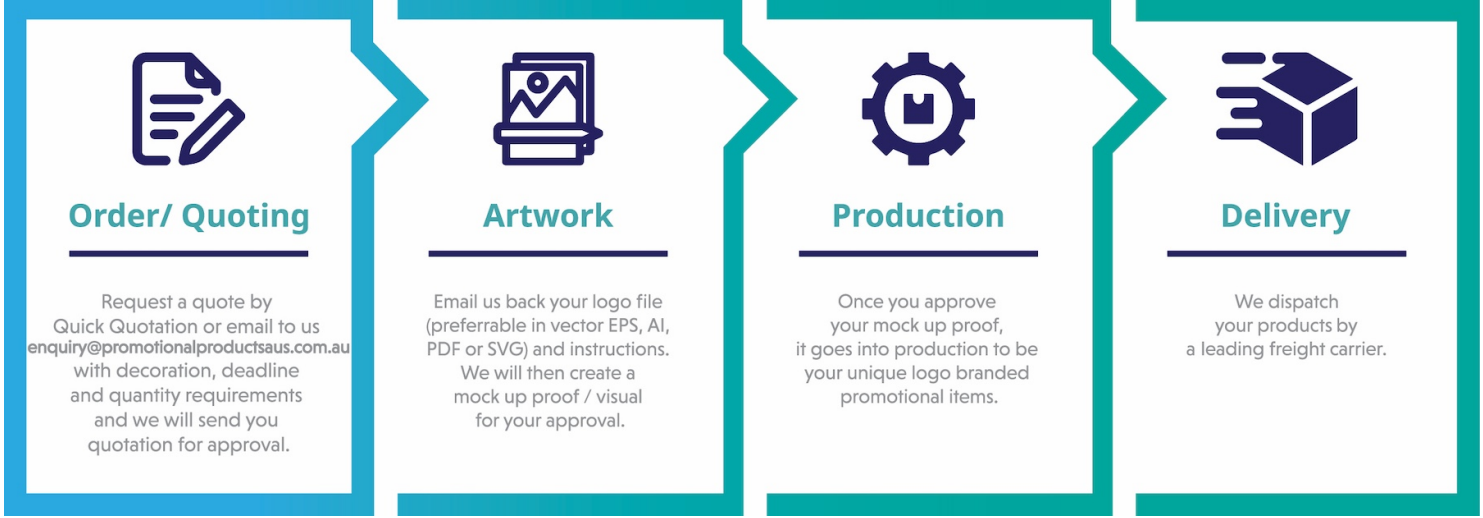 Order/ Quoting
Request a quote by
Quick Quotation or email to us
enquiry@promotionalproductsaus.com.au
with decoration, deadline
and quantity requirements
and we will send you
quotation for approval.
Artwork
Email us back your logo file
(preferrable in vector EPS, AI,
PDF or SVG) and instructions.
We will then create a
mock up proof / visual
for your approval.
Production
Once you approve
your mock up proof,
it goes into production to be
your unique logo branded
promotional items.
Delivery
We dispatch
your products by
a leading freight carrier.